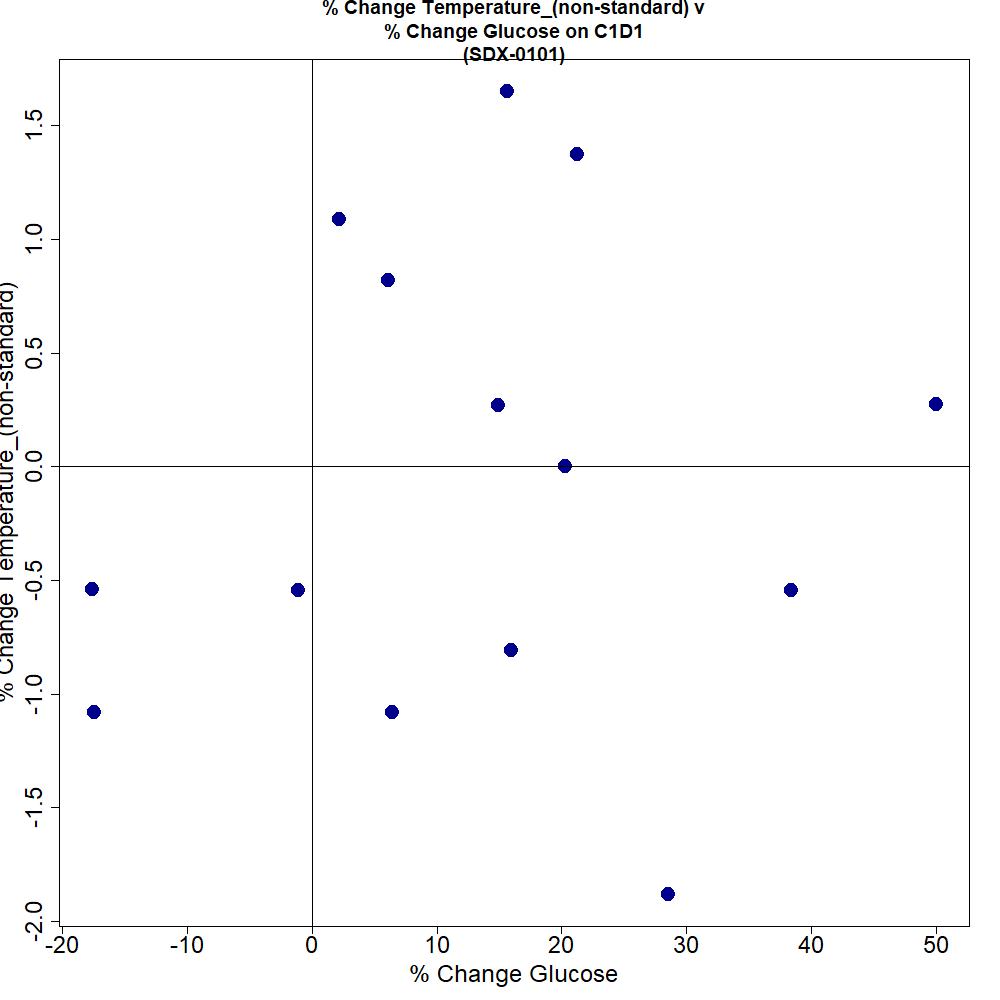 % Change Temperature_(non-standard) v
% Change Glucose on C1D1
(SDX-0101)
% Change Temperature_(non-standard)
1.5
1.0
0.5
0.0
-0.5
-1.0
-1.5
-2.0
-20 -10 0 10 20 30 40 50
% Change Glucose